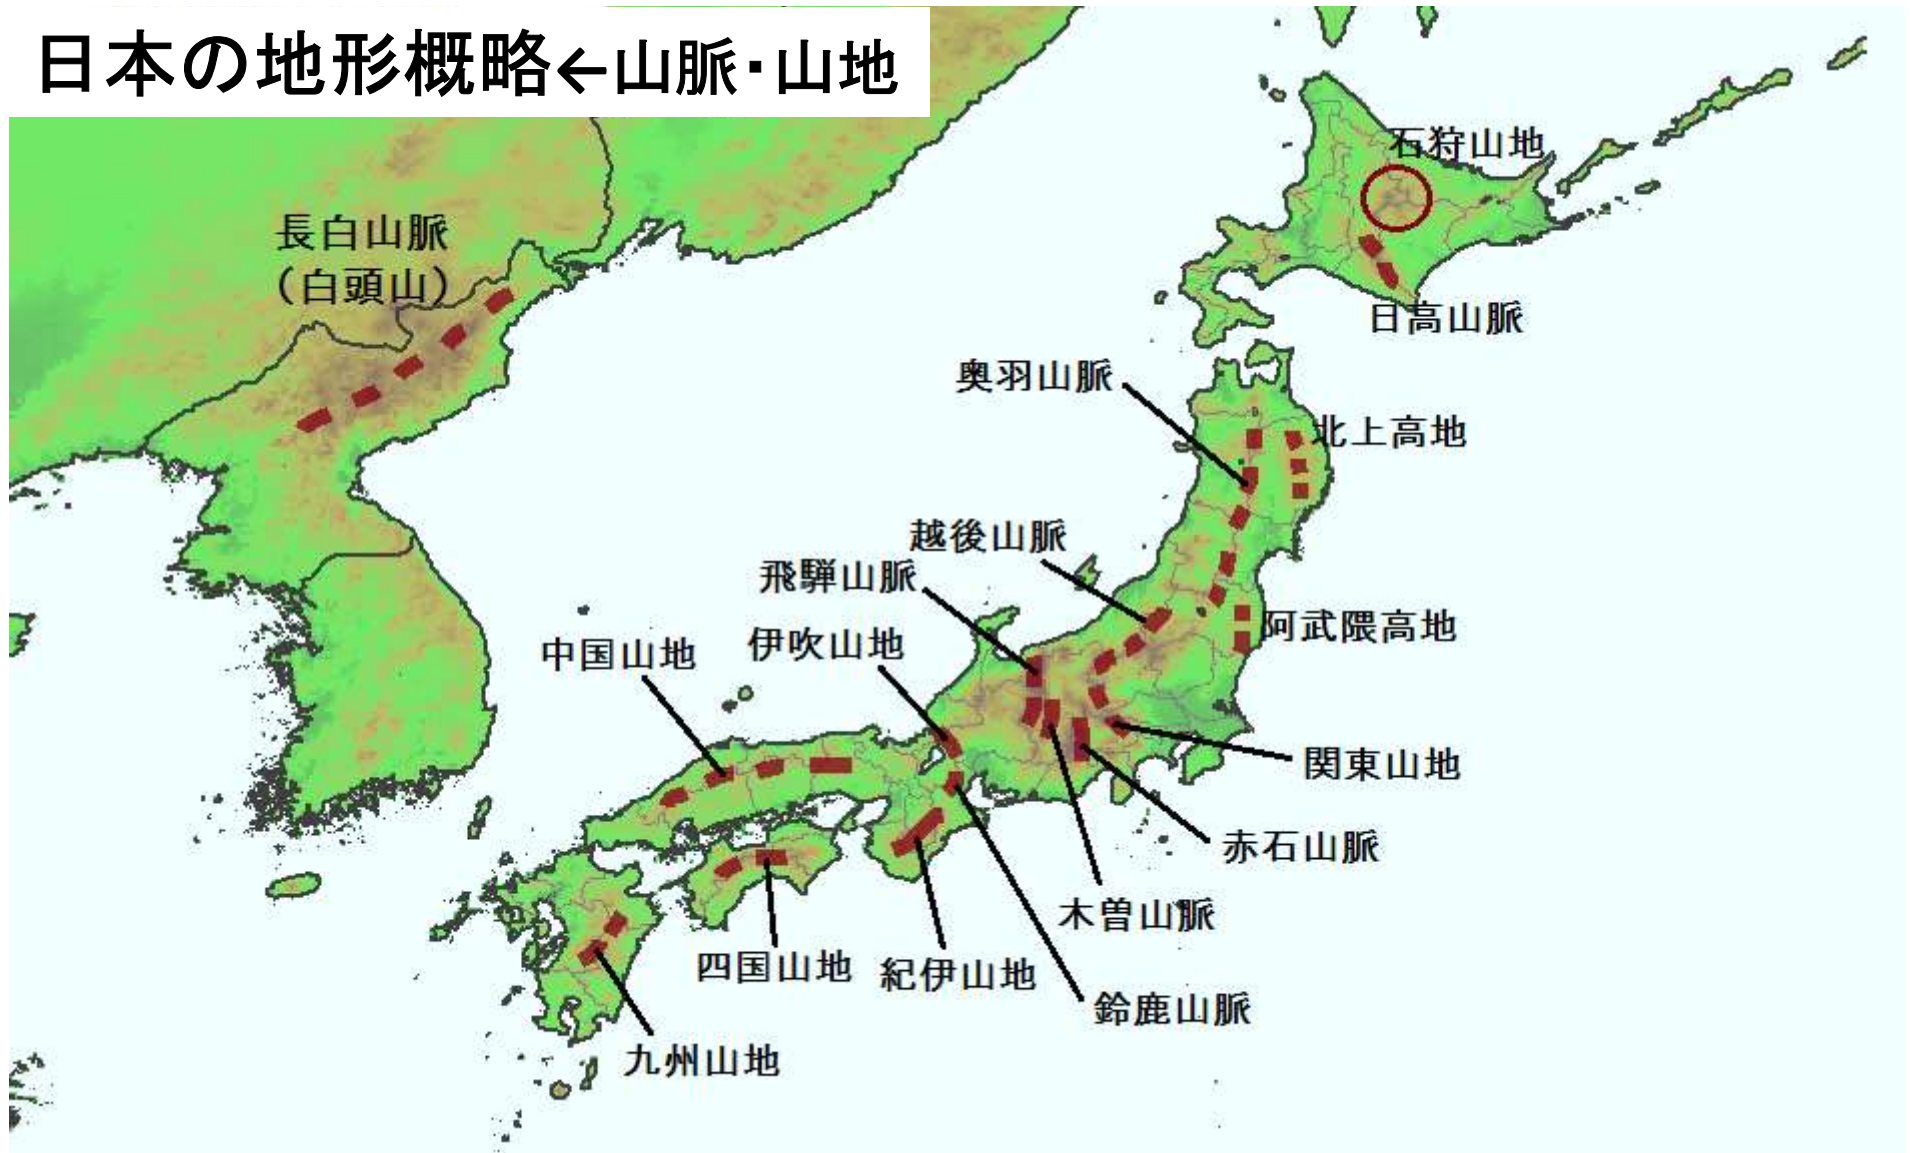 日本の地形概略←山脈・山地
石狩山地
長白山脈
（白頭山）
日高山脈
奥羽山脈
北上高地
越後山脈
飛騨山脈
阿武隈高地
伊吹山地
中国山地
関東山地
赤石山脈
木曽山脈
四国山地
紀伊山地
鈴鹿山脈
九州山地